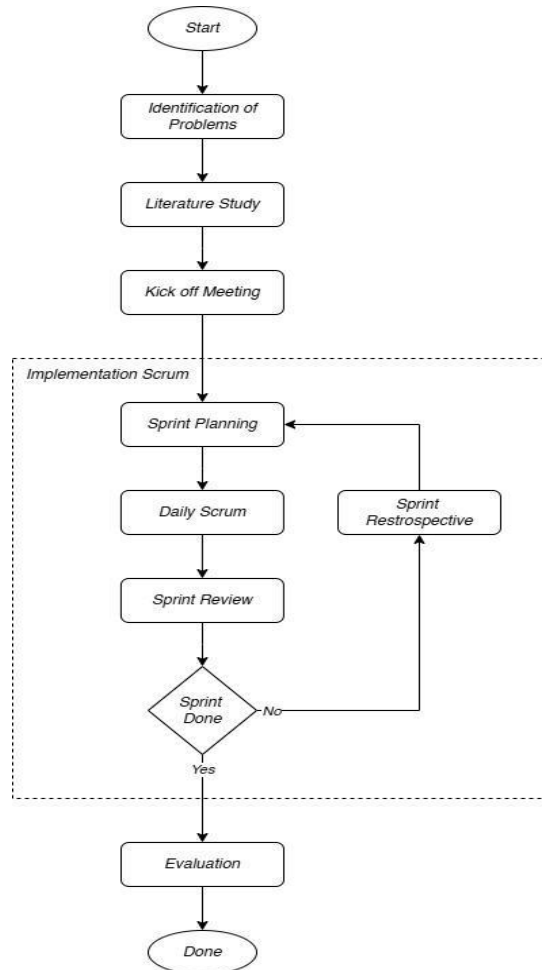 Start
Identification of
Problems
Literature Study
Kick off Meeting
Implementation Scrum
Sprint Planning
Daily Scrum
Sprint
Restrospective
Sprint Review
Sprint
Done
No
Yes
Evaluation
Done